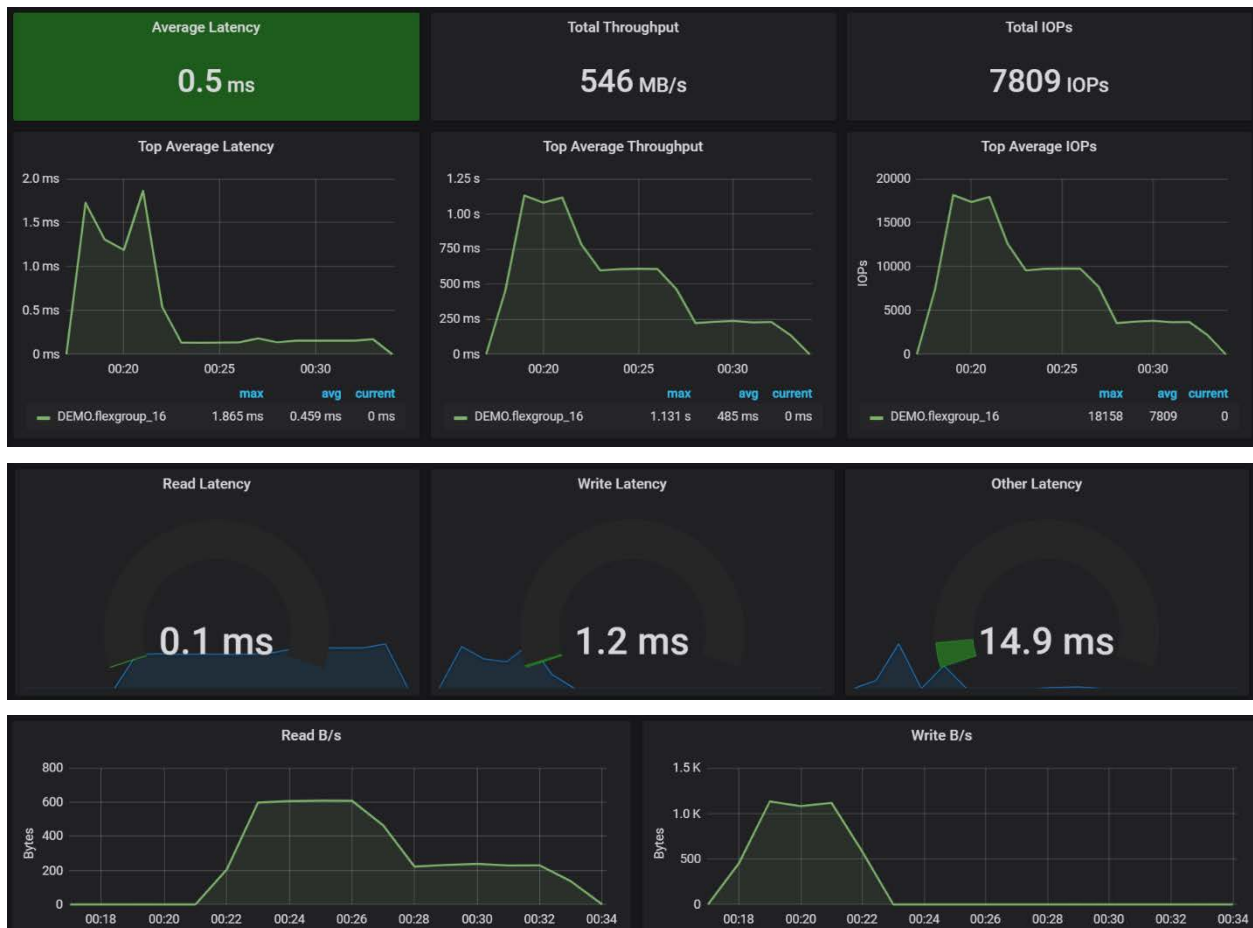 Average Latency
0.5 ms
Total Throughput
546 MB/s
Total IOPs
7809 IOPs
Top Average Latency
2.0 ms
1.5 ms
1.0 ms
0.5 ms
0 ms
00:20 00:25 00:30
max avg current
DEMO.flexgroup_16 1.865 ms 0.459 ms 0 ms
Top Average Throughput
1.25 s
1.00 s
750 ms
500 ms
250 ms
0 ms
00:20 00:25 00:30
max avg current
DEMO.flexgroup_16 1.131 s 485 ms 0 ms
Top Average IOPs
IOPs
20000
15000
10000
5000
0
00:20 00:25 00:30
max avg current
DEMO.flexgroup_16 18158 7809 0
Read Latency
0.1 ms
Write Latency
1.2 ms
Other Latency
14.9 ms
Read B/s
Bytes
800
600
400
200
0
00:18 00:20 00:22 00:24 00:26 00:28 00:30 00:32 00:34
Write B/s
Bytes
1.5 K
1.0 K
500
0
00:18 00:20 00:22 00:24 00:26 00:28 00:30 00:32 00:34